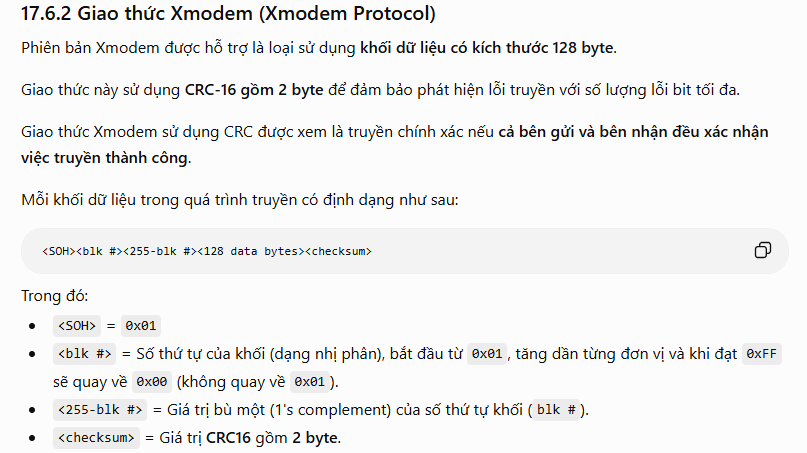 17.6.2 Giao thức Xmodem (Xmodem Protocol)
Phiên bản Xmodem được hỗ trợ là loại sử dụng khối dữ liệu có kích thước 128 byte.
Giao thức này sử dụng CRC-16 gồm 2 byte để đảm bảo phát hiện lỗi truyền với số lượng lỗi bit tối đa.
Giao thức Xmodem sử dụng CRC được xem là truyền chính xác nếu cả bên gửi và bên nhận đều xác nhận
việc truyền thành công.
Mỗi khối dữ liệu trong quá trình truyền có định dạng như sau:
<SOH><blk #><255-blk #><128 data bytes><checksum>
Trong đó:
• <SOH> = 0x01
• <blk #> = Số thứ tự của khối (dạng nhị phân), bắt đầu từ 0x01, tăng dần từng đơn vị và khi đạt 0xFF
sẽ quay về 0x00 (không quay về 0x01).
• <255-blk #> = Giá trị bù một (1's complement) của số thứ tự khối (blk #).
• <checksum> = Giá trị CRC16 gồm 2 byte.